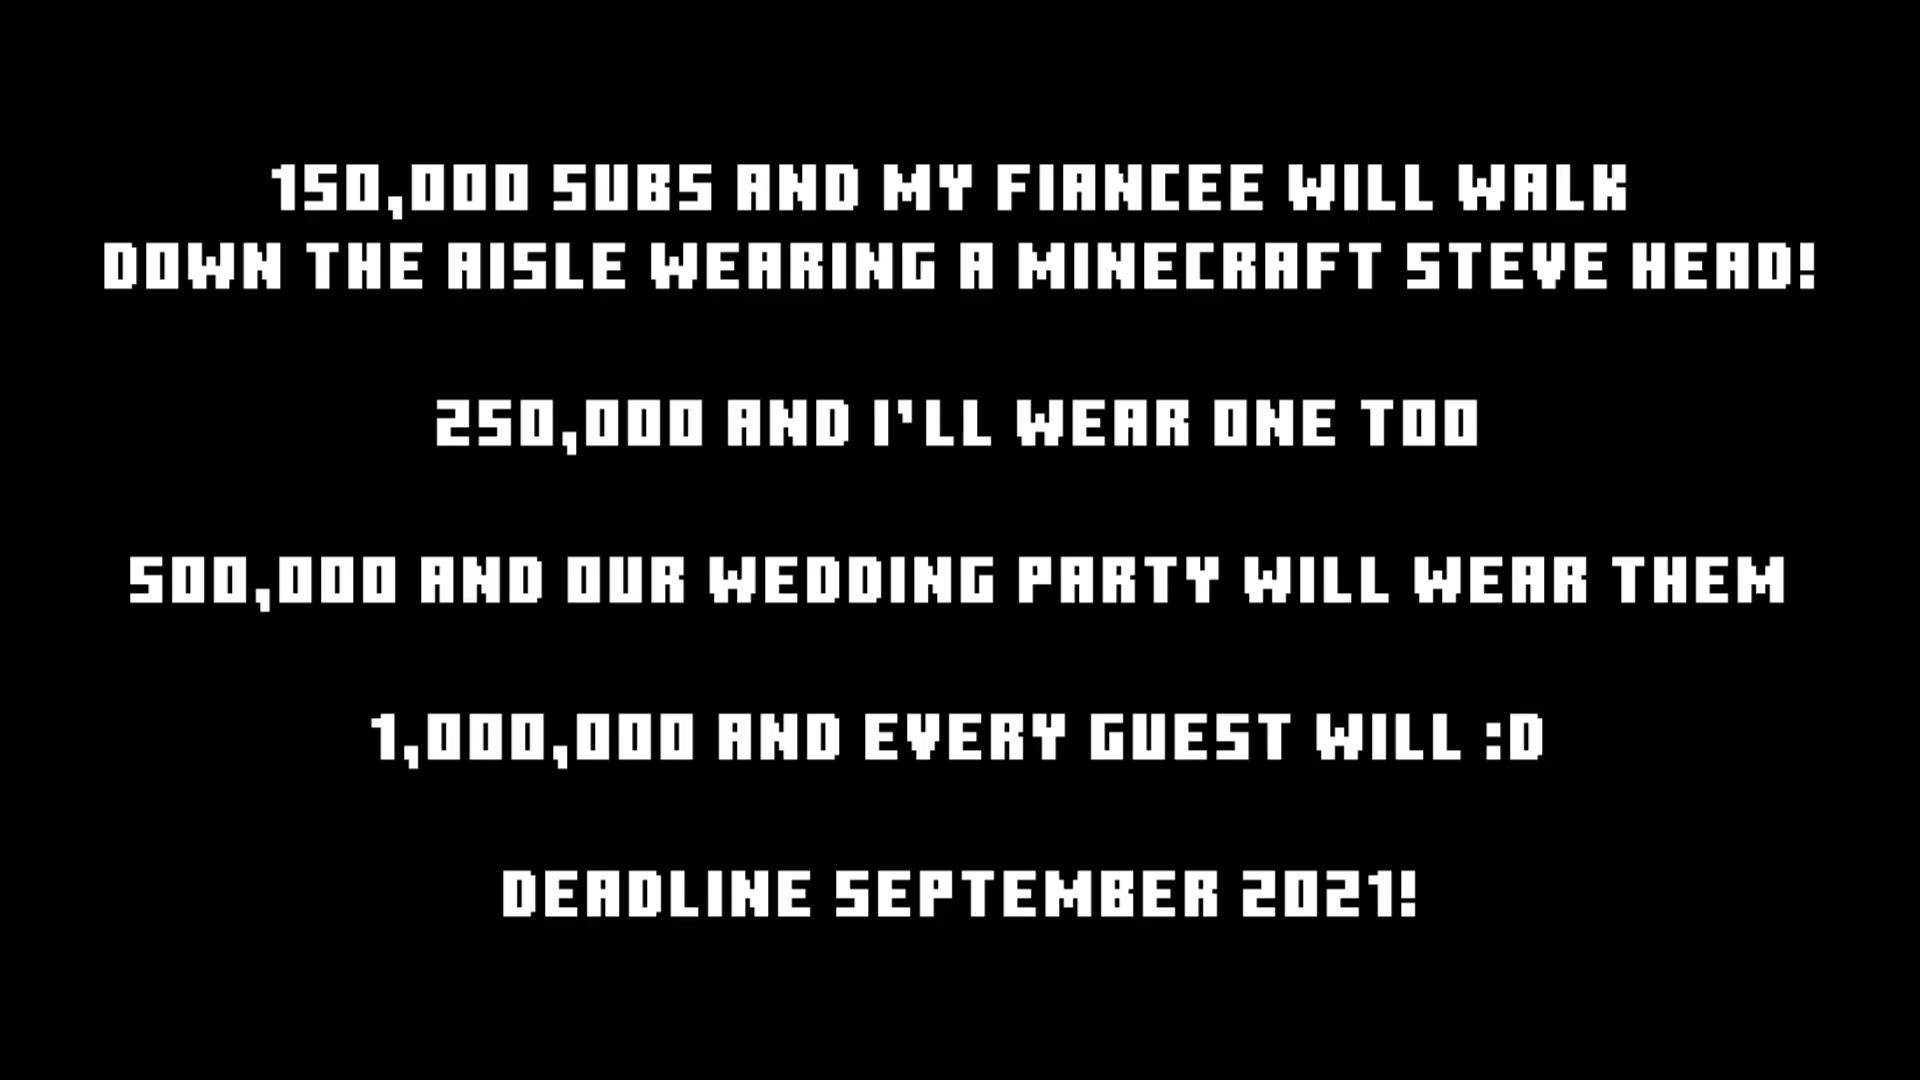 150,000 SUBS AND MY FIANCEE WILL WALK
DOWN THE AISLE WEARING A MINECRAFT STEVE HEAD!
250,000 AND I'LL WEAR ONE TOO
500,000 AND OUR WEDDING PARTY WILL WEAR THEM
1,000,000 AND EVERY GUEST WILL :D
DEADLINE SEPTEMBER 2021!